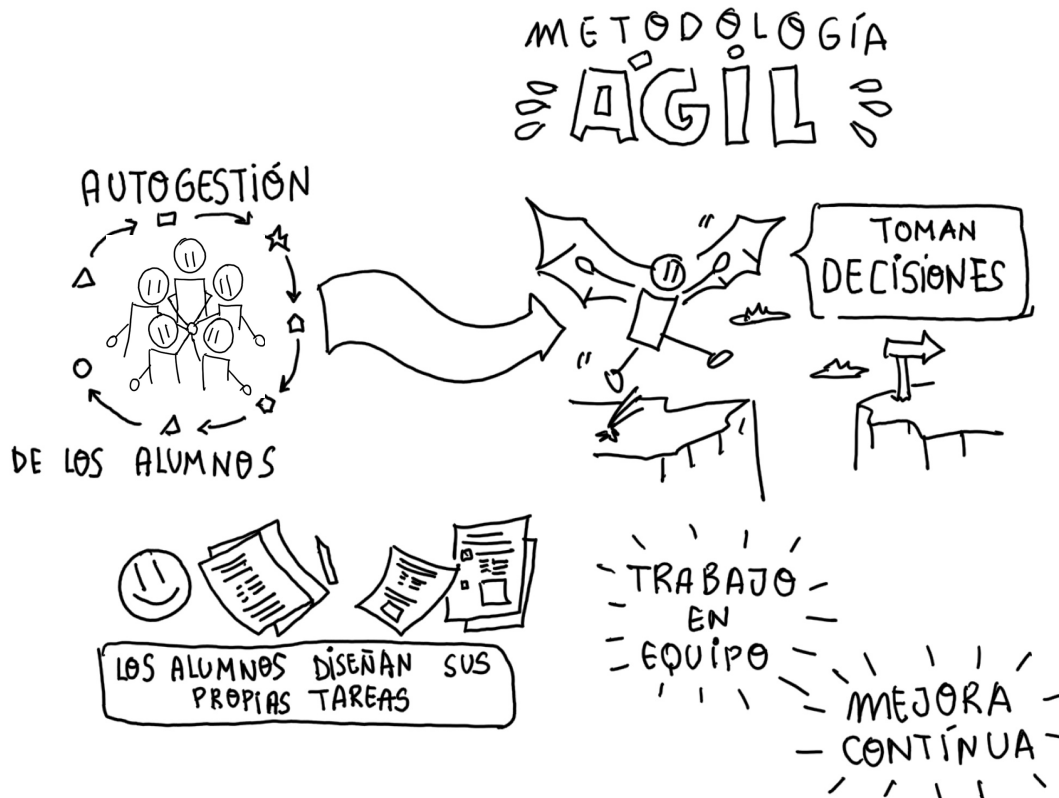 METODOLOGÍA
ÁGIL
AUTOGESTIÓN
DE LOS ALUMNOS
TOMAN
DECISIONES
LOS ALUMNOS DISEÑAN SUS
PROPIAS TAREAS
TRABAJO
EN
EQUIPO
MEJORA
CONTÍNUA